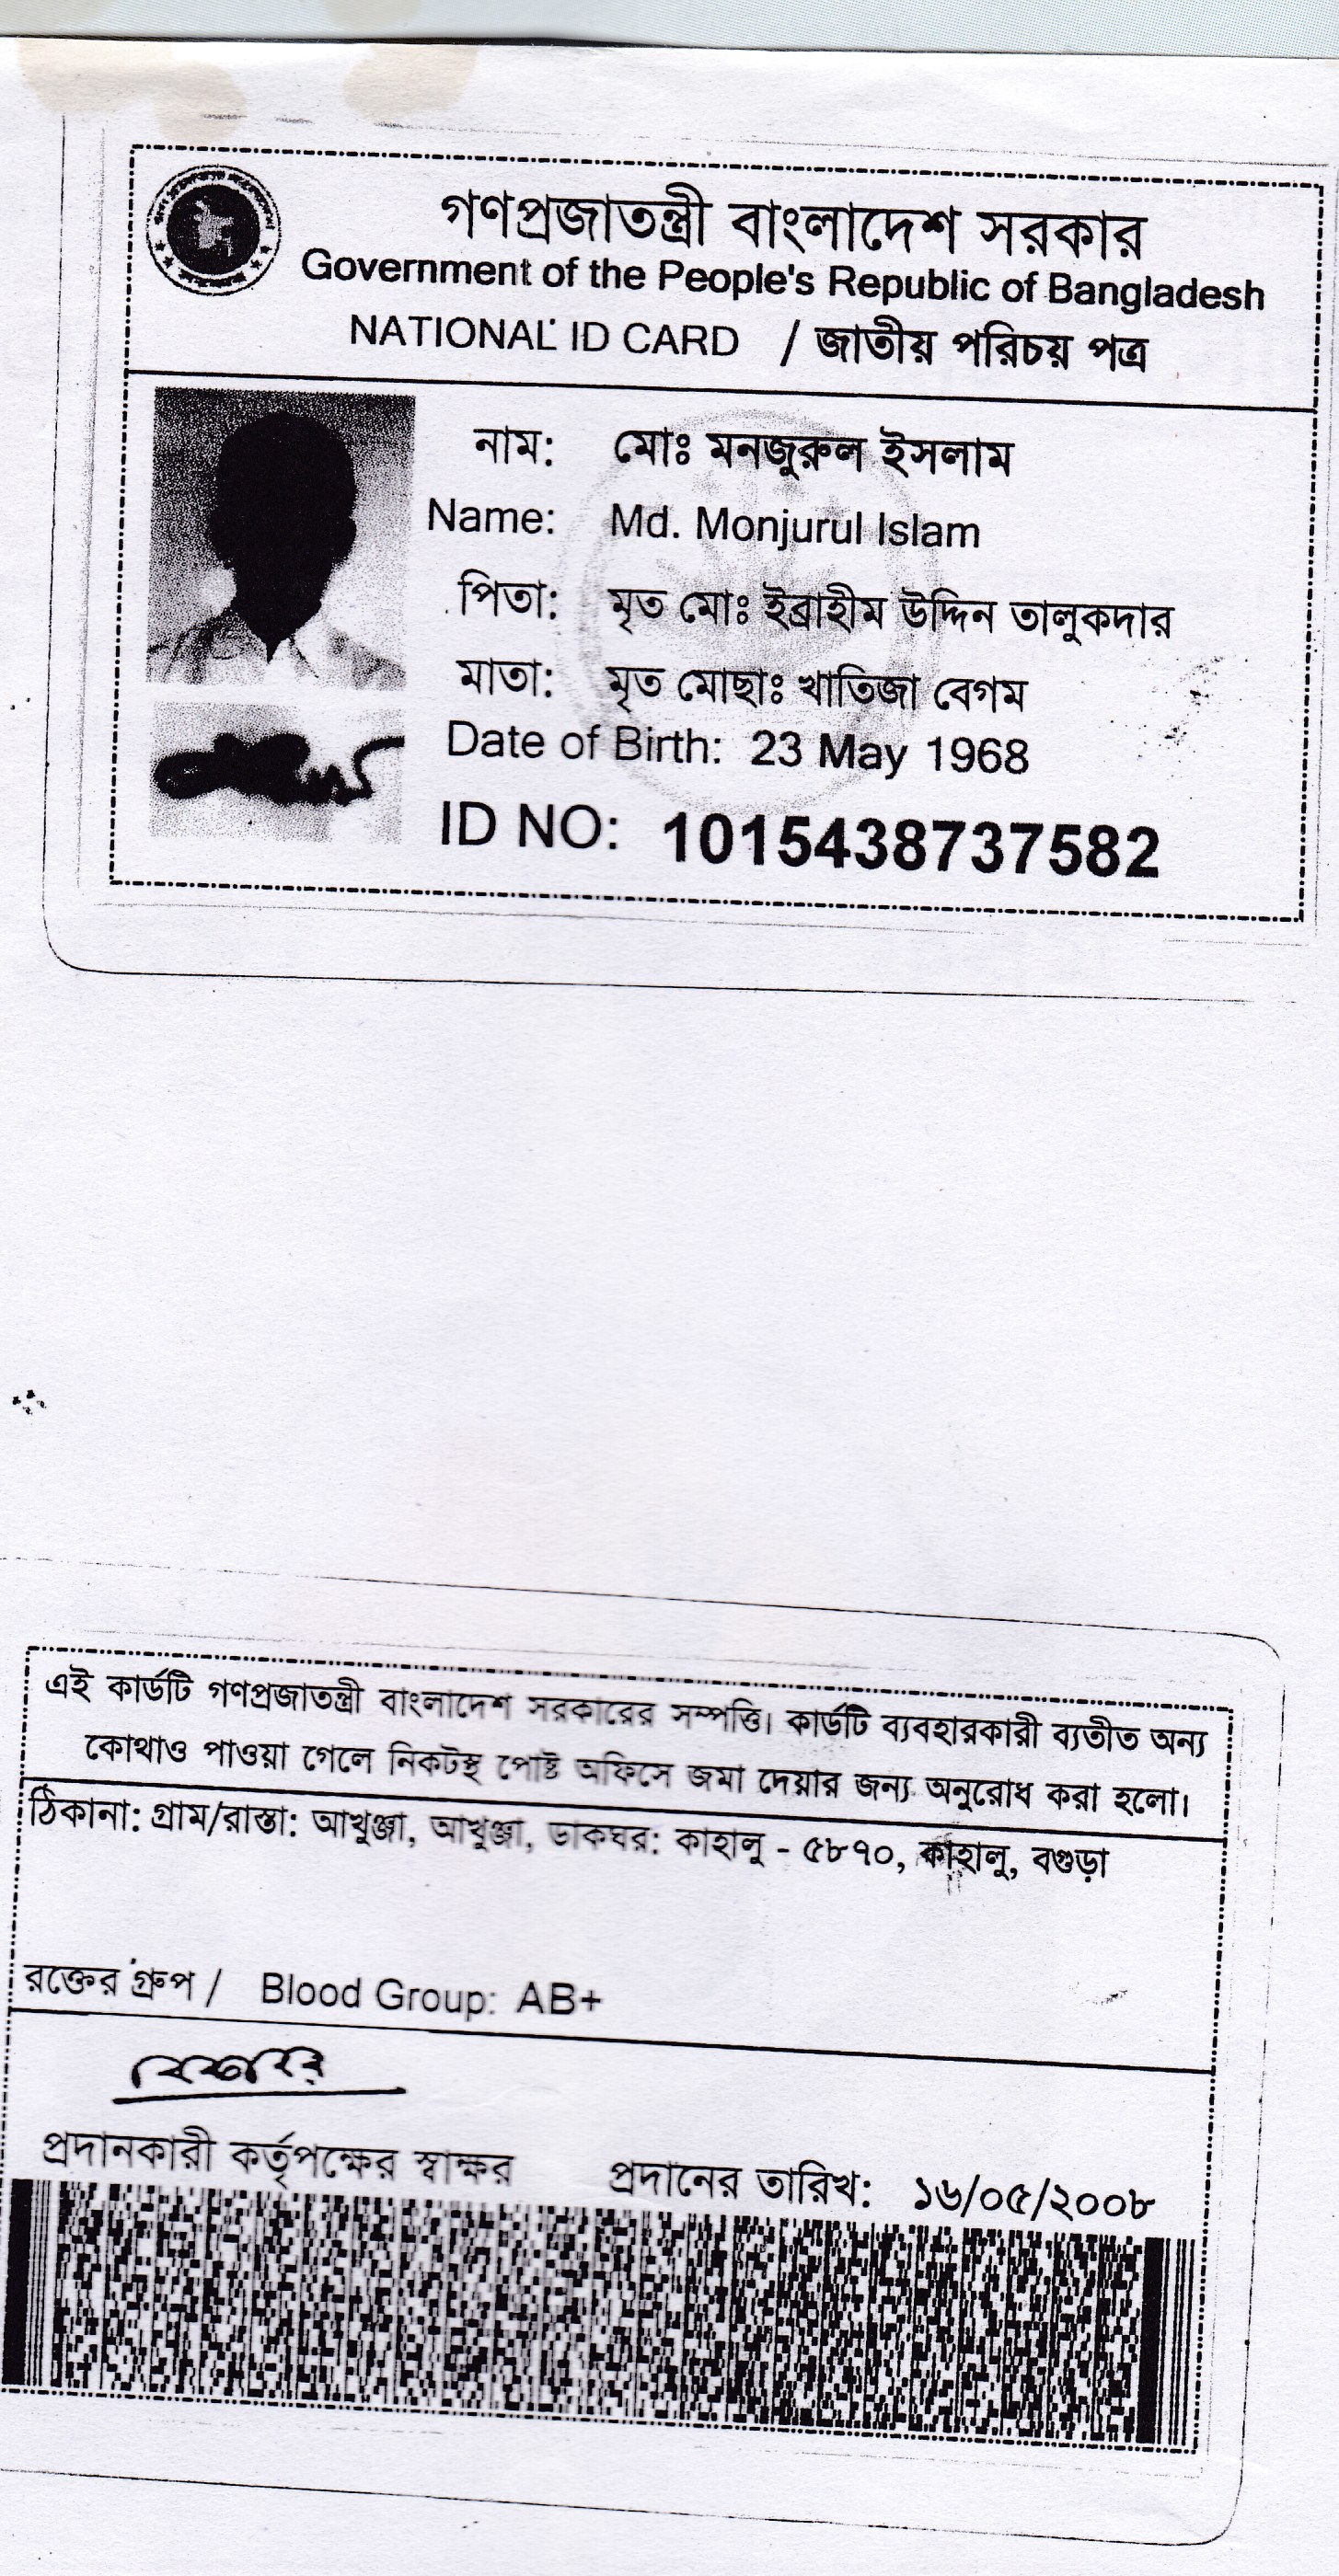 গণপ্রজাতন্ত্রী বাংলাদেশ সরকার
Government of the People's Republic of Bangladesh
NATIONAL ID CARD / জাতীয় পরিচয় পত্র
নাম: মোঃ মনজুরুল ইসলাম
Name: Md. Monjurul Islam
পিতা: মৃত মোঃ ইব্রাহীম উদ্দিন তালুকদার
মাতা: মৃত মোছাঃ খাতিজা বেগম
Date of Birth: 23 May 1968
ID NO: 1015438737582
এই কার্ডটি গণপ্রজাতন্ত্রী বাংলাদেশ সরকারের সম্পত্তি। কার্ডটি ব্যবহারকারী ব্যতীত অন্য
কোথাও পাওয়া গেলে নিকটস্থ পোষ্ট অফিসে জমা দেয়ার জন্য অনুরোধ করা হলো।
ঠিকানা: গ্রাম/রাস্তা: আখুঞ্জা, আখুঞ্জা, ডাকঘর: কাহালু - ৫৮৭০, কাহালু, বগুড়া
রক্তের গ্রুপ / Blood Group: AB+
প্রদানকারী কর্তৃপক্ষের স্বাক্ষর প্রদানের তারিখ: ১৬/০৫/২০০৮